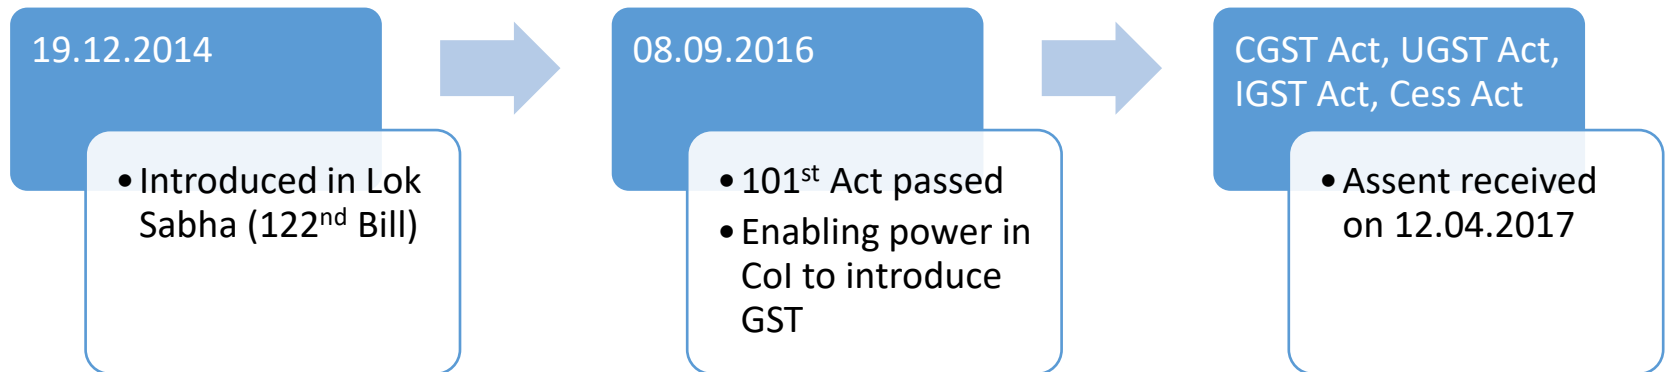 19.12.2014
• Introduced in Lok
Sabha (122nd Bill)
08.09.2016
• 101st Act passed
• Enabling power in
CoI to introduce
GST
CGST Act, UGST Act,
IGST Act, Cess Act
• Assent received
on 12.04.2017